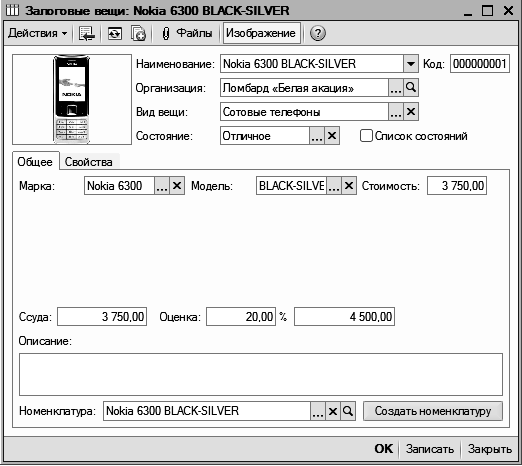 Залоговые вещи: Nokia 6300 BLACK-SILVER
Действия Файлы Изображение
Наименование: Nokia 6300 BLACK-SILVER Код: 000000001
Организация: Ломбард «Белая акация»
Вид вещи: Сотовые телефоны
Состояние: Отличное Список состояний
NOKIA
Общее Свойства
Марка: Nokia 6300 Модель: BLACK-SILVE Стоимость: 3 750,00
Ссуда: 3 750,00 Оценка: 20,00 % 4 500,00
Описание:
Номенклатура: Nokia 6300 BLACK-SILVER Создать номенклатуру
OK Записать Закрыть